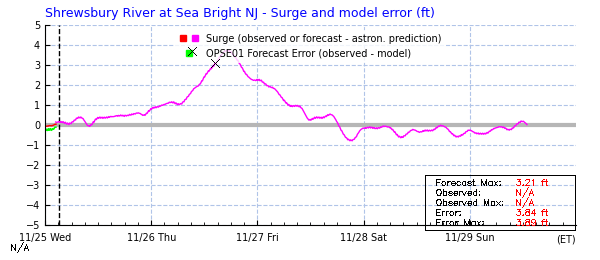 Shrewsbury River at Sea Bright NJ - Surge and model error (ft)
5
Surge (observed or forecast - astron. prediction)
4
OPSE01 Forecast Error (observed - model)
3
2
1
0
−1
−2
−3
Forecast Max: 3.21 ft
Observed: N/A
−4
Observed Max: N/A
Error: 3.84 ft
Error Max: 3.89 ft
−5
11/25 Wed 11/26 Thu 11/27 Fri 11/28 Sat 11/29 Sun (ET)
N/A